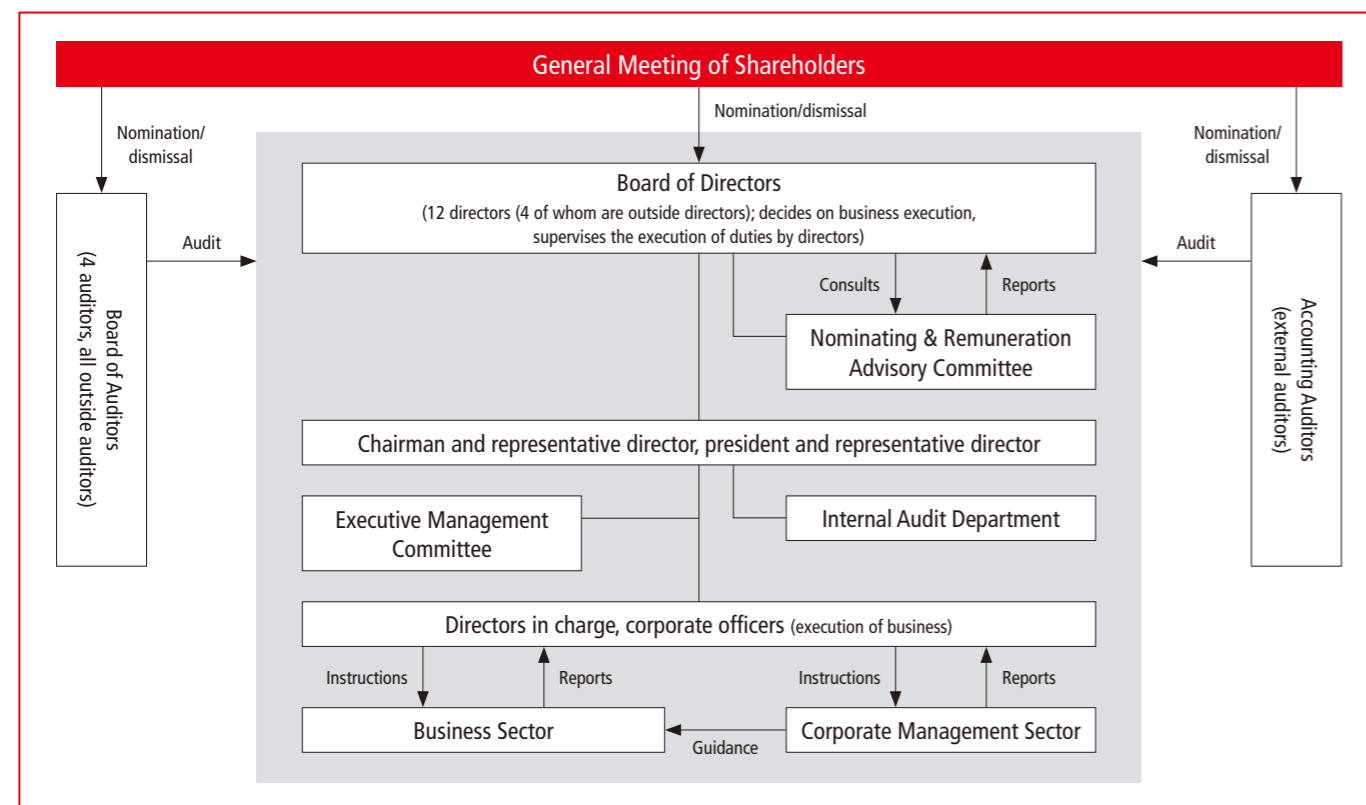 General Meeting of Shareholders
Nomination/
dismissal
Nomination/dismissal
Nomination/
dismissal
Board of Directors
(12 directors (4 of whom are outside directors); decides on business execution,
supervises the execution of duties by directors)
Audit
Audit
Board of Auditors
(4 auditors, all outside auditors)
Accounting Auditors
(external auditors)
Consults
Reports
Nominating & Remuneration
Advisory Committee
Chairman and representative director, president and representative director
Executive Management
Committee
Internal Audit Department
Directors in charge, corporate officers (execution of business)
Instructions
Reports
Instructions
Reports
Business Sector
Guidance
Corporate Management Sector